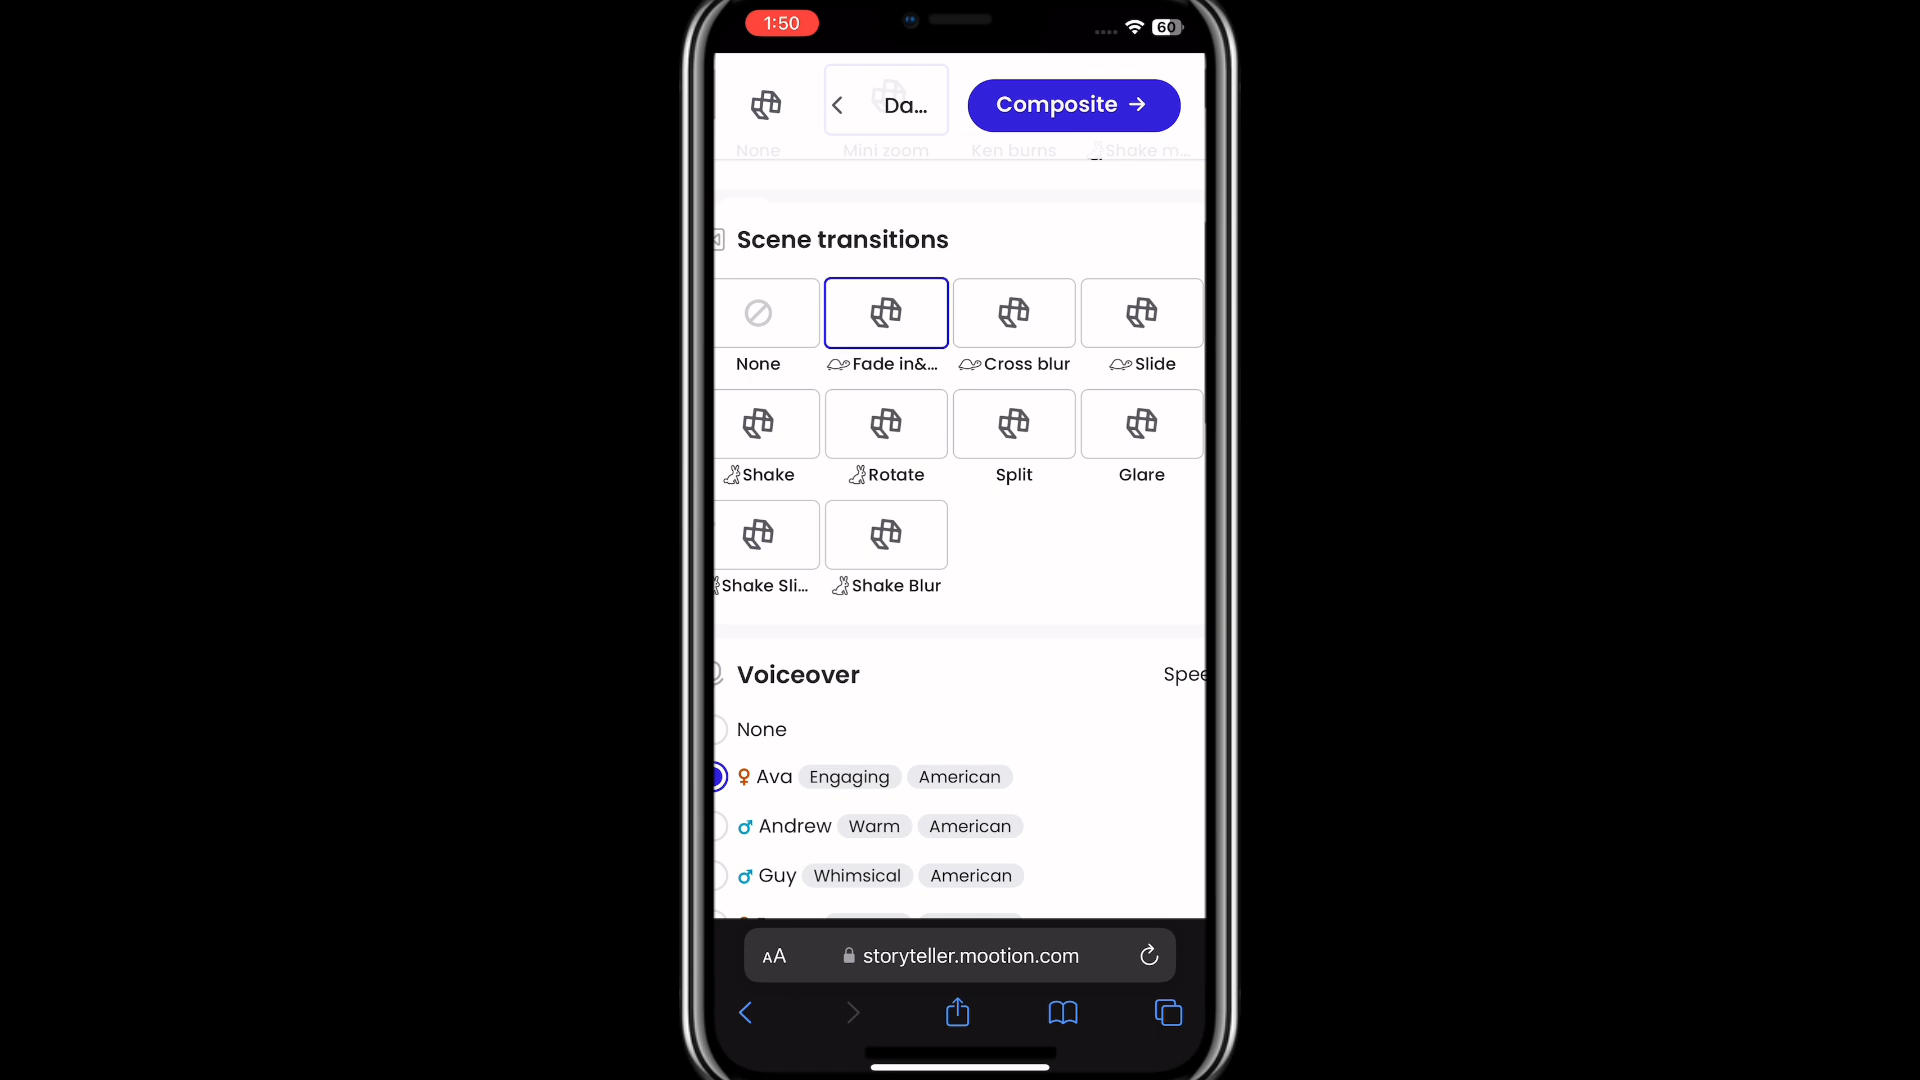 1:50
60
Da...
Composite →
None
Mini zoom
Ken burns
Shake m...
Scene transitions
None
Fade in&...
Cross blur
Slide
Shake
Rotate
Split
Glare
Shake Sli...
Shake Blur
Voiceover
Spee
None
Ava Engaging American
Andrew Warm American
Guy Whimsical American
AA
storyteller.mootion.com